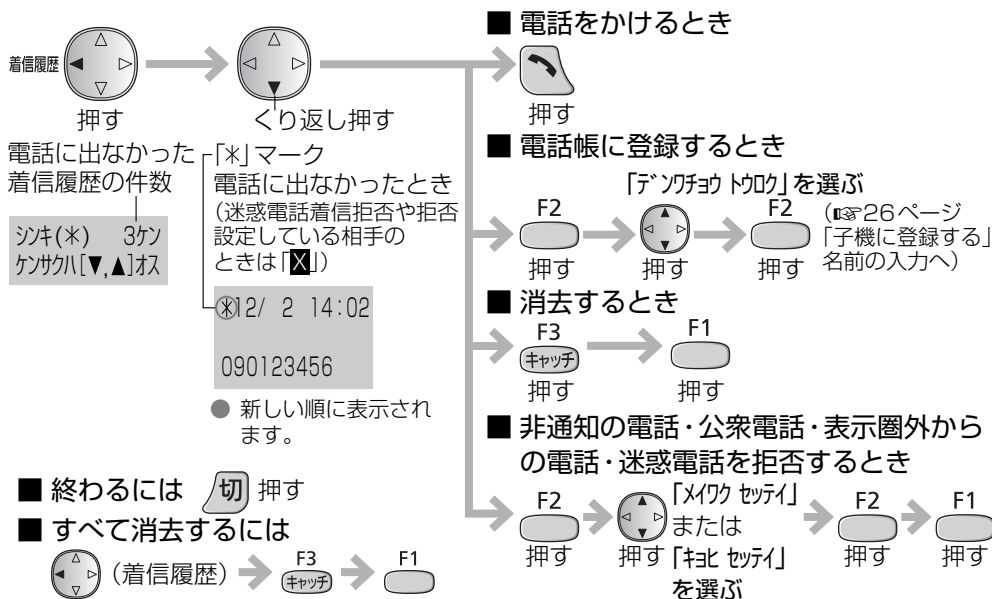 着信履歴
押す
くり返し押す
電話に出なかった
着信履歴の件数
シンキ(*) 3ケン
ケンサクハ[▼,▲]オス
「*」マーク
電話に出なかったとき
(迷惑電話着信拒否や拒否
設定している相手の
ときは「X」)
*12/ 2 14:02
090123456
● 新しい順に表示され
ます。
■ 終わるには 切 押す
■ すべて消去するには
(着信履歴) F3 キャッチ F1
■ 電話をかけるとき
押す
■ 電話帳に登録するとき
「デンワチョウ トウロク」を選ぶ
F2 F2
押す 押す 押す
(☞26ページ
「子機に登録する」
名前の入力へ)
■ 消去するとき
F3 F1
キャッチ
押す 押す
■ 非通知の電話・公衆電話・表示圏外から
の電話・迷惑電話を拒否するとき
F2 「メイワク セッテイ」 F2 F1
または
押す 押す 「キョヒ セッテイ」 押す 押す
を選ぶ